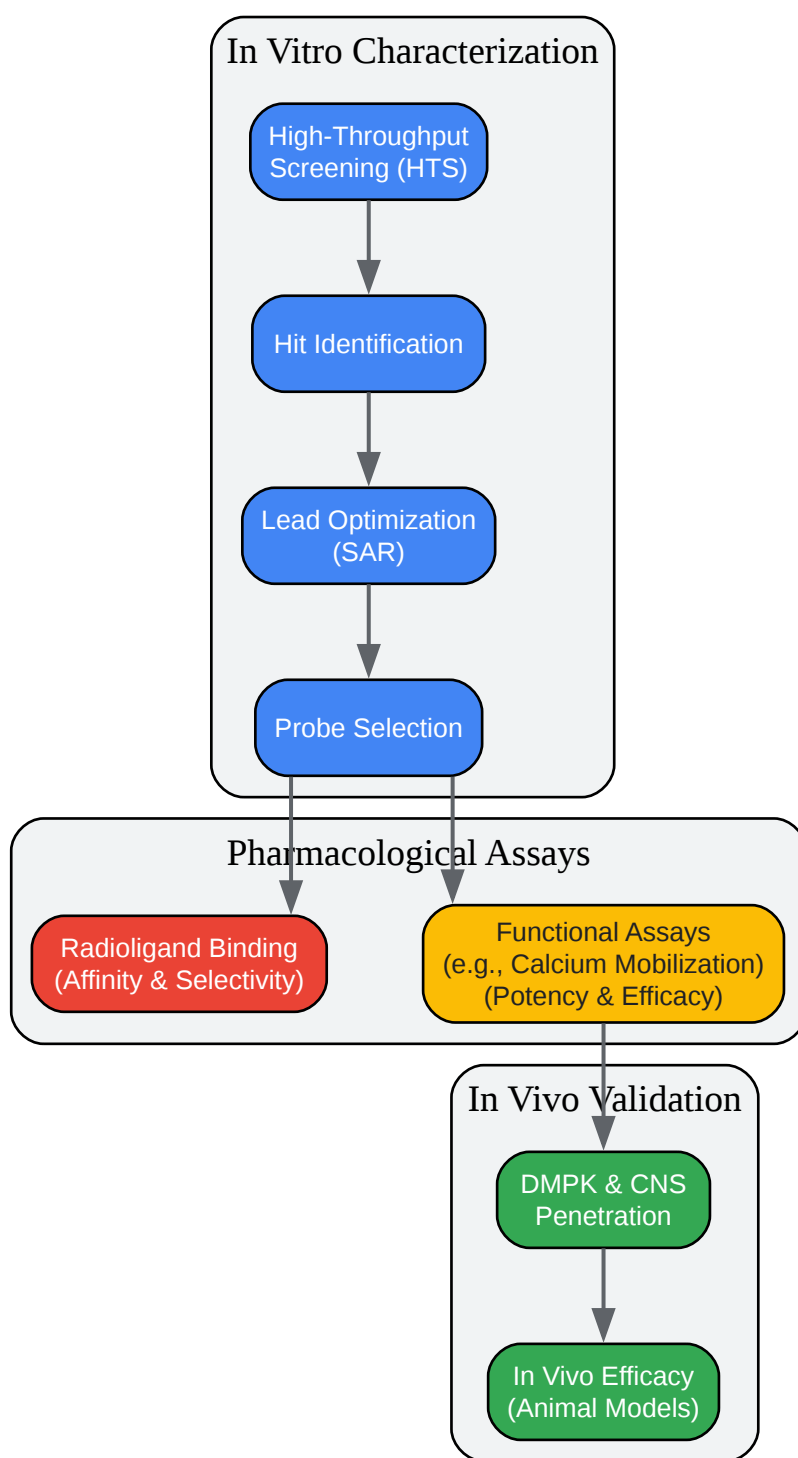 In Vitro Characterization
High-Throughput
Screening (HTS)
Hit Identification
Lead Optimization
(SAR)
Probe Selection
Pharmacological Assays
Radioligand Binding
(Affinity & Selectivity)
Functional Assays
(e.g., Calcium Mobilization)
(Potency & Efficacy)
In Vivo Validation
DMPK & CNS
Penetration
In Vivo Efficacy
(Animal Models)